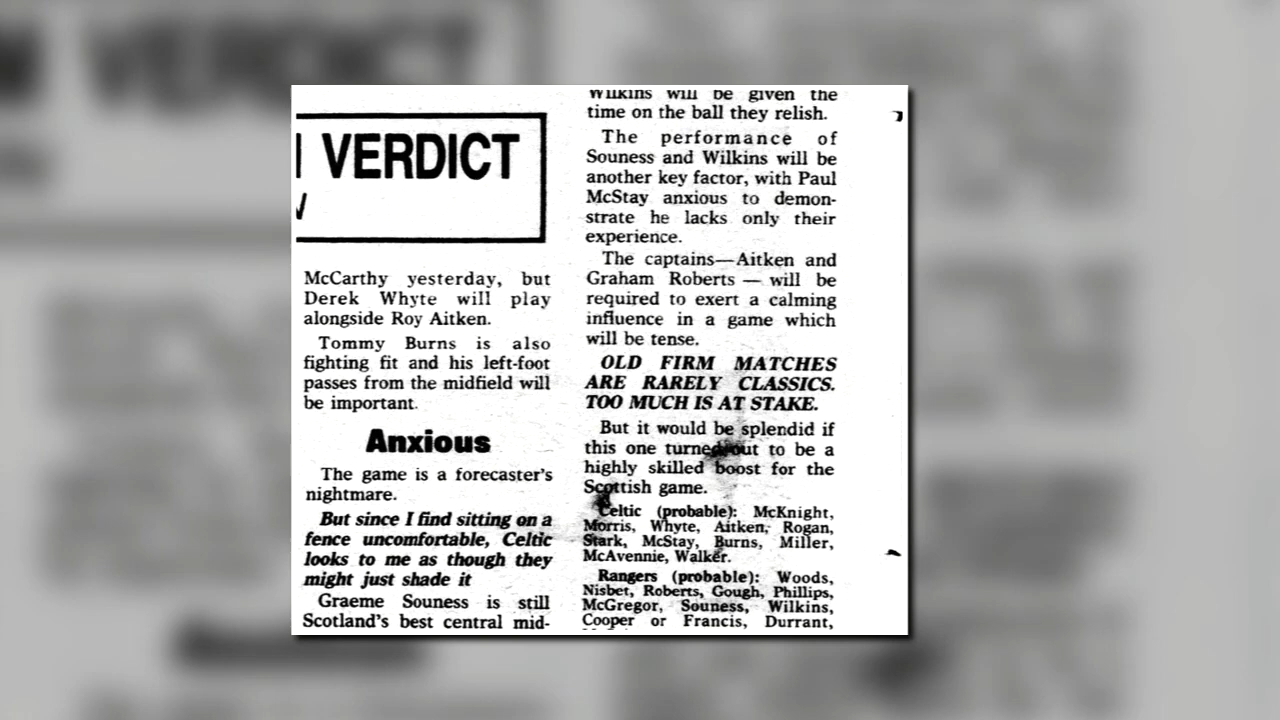 VERDICT
McCarthy yesterday, but
Derek Whyte will play
alongside Roy Aitken.
Tommy Burns is also
fighting fit and his left-foot
passes from the midfield will
be important.
Anxious
The game is a forecaster's
nightmare.
But since I find sitting on a
fence uncomfortable, Celtic
looks to me as though they
might just shade it
Graeme Souness is still
Scotland's best central mid-
Wilkins will be given the
time on the ball they relish.
The performance of
Souness and Wilkins will be
another key factor, with Paul
McStay anxious to demon-
strate he lacks only their
experience.
The captains—Aitken and
Graham Roberts — will be
required to exert a calming
influence in a game which
will be tense.
OLD FIRM MATCHES
ARE RARELY CLASSICS.
TOO MUCH IS AT STAKE.
But it would be splendid if
this one turned out to be a
highly skilled boost for the
Scottish game.
Celtic (probable): McKnight,
Morris, Whyte, Aitken, Rogan,
Stark, McStay, Burns, Miller,
McAvennie, Walker.
Rangers (probable): Woods,
Nisbet, Roberts, Gough, Phillips,
McGregor, Souness, Wilkins,
Cooper or Francis, Durrant,